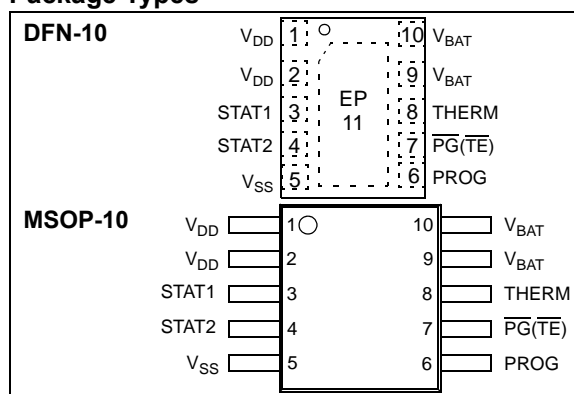 Package Types
DFN-10
VDD 1 10 VBAT
VDD 2 9 VBAT
STAT1 3 EP 11 8 THERM
STAT2 4 7 PG(TE)
VSS 5 6 PROG
MSOP-10
VDD 1 10 VBAT
VDD 2 9 VBAT
STAT1 3 8 THERM
STAT2 4 7 PG(TE)
VSS 5 6 PROG